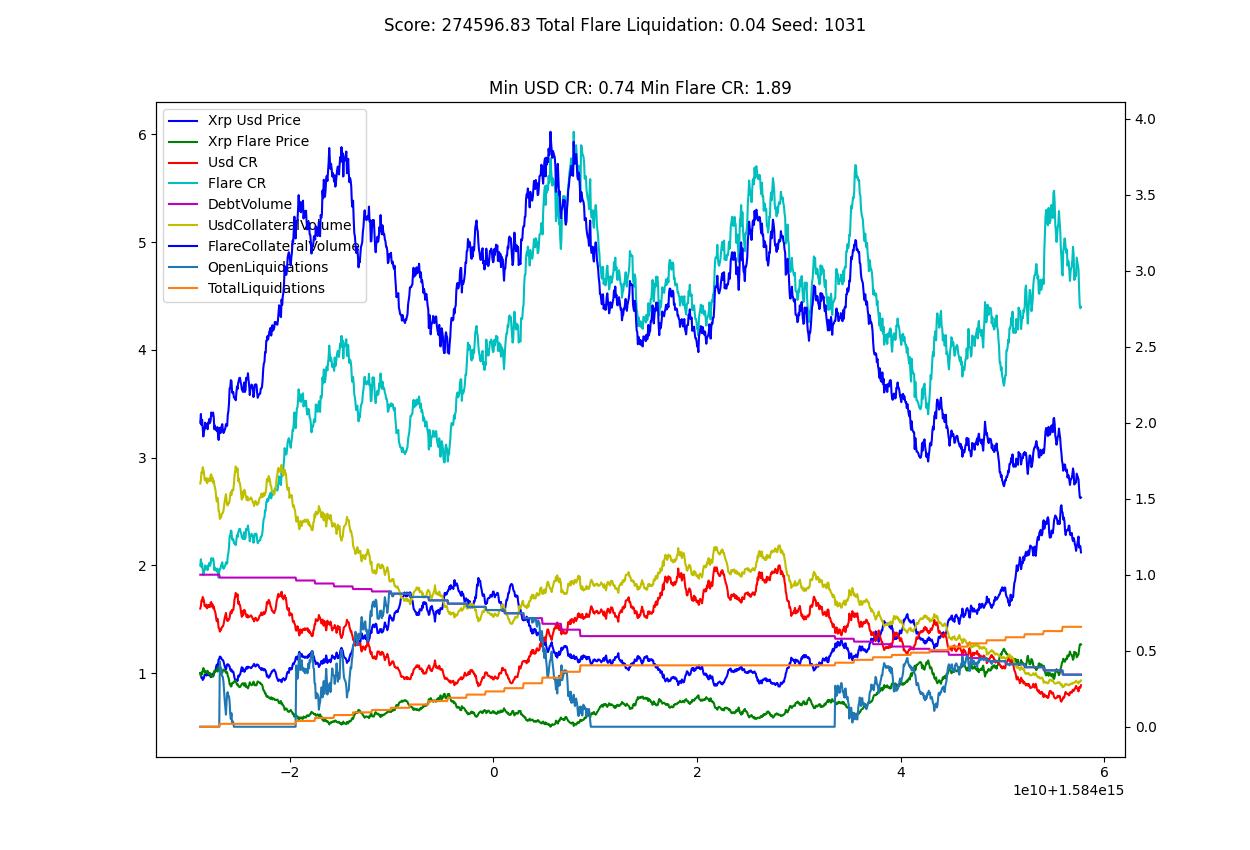 Score: 274596.83 Total Flare Liquidation: 0.04 Seed: 1031
Min USD CR: 0.74 Min Flare CR: 1.89
Xrp Usd Price
Xrp Flare Price
Usd CR
Flare CR
DebtVolume
UsdCollateralVolume
FlareCollateralVolume
OpenLiquidations
TotalLiquidations
6
5
4
3
2
1
4.0
3.5
3.0
2.5
2.0
1.5
1.0
0.5
0.0
−2
0
2
4
6
1e10+1.584e15